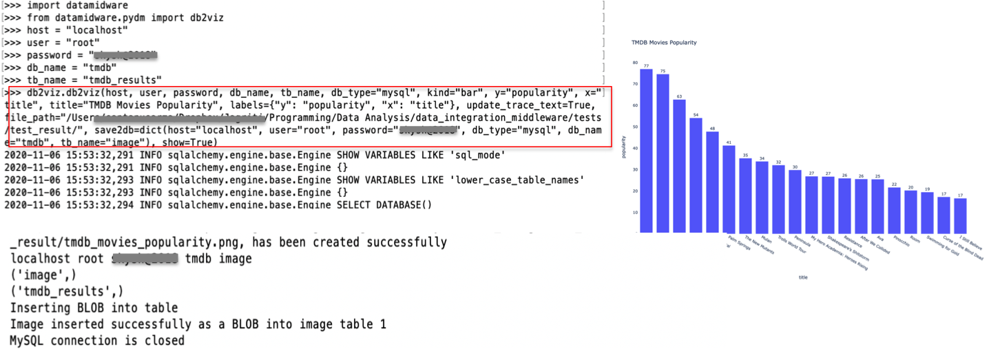 >>> import datamidware
>>> from datamidware.pydm import db2viz
>>> host = "localhost"
>>> user = "root"
>>> password = "
>>> db_name = "tmdb"
>>> tb_name = "tmdb_results"
>>> db2viz.db2viz(host, user, password, db_name, tb_name, db_type="mysql", kind="bar", y="popularity", x="
title", title="TMDB Movies Popularity", labels={"y": "popularity", "x": "title"}, update_trace_text=True,
file_path="/User /Programming/Data Analysis/data_integration_middleware/tests
/test_result/", save2db=dict(host="localhost", user="root", password=" ", db_type="mysql", db_nam
e="tmdb", tb_name="image"), show=True)
2020-11-06 15:53:32,291 INFO sqlalchemy.engine.base.Engine SHOW VARIABLES LIKE 'sql_mode'
2020-11-06 15:53:32,291 INFO sqlalchemy.engine.base.Engine {}
2020-11-06 15:53:32,293 INFO sqlalchemy.engine.base.Engine SHOW VARIABLES LIKE 'lower_case_table_names'
2020-11-06 15:53:32,293 INFO sqlalchemy.engine.base.Engine {}
2020-11-06 15:53:32,294 INFO sqlalchemy.engine.base.Engine SELECT DATABASE()
_result/tmdb_movies_popularity.png, has been created successfully
localhost root tmdb image
('image',)
('tmdb_results',)
Inserting BLOB into table
Image inserted successfully as a BLOB into image table 1
MySQL connection is closed
TMDB Movies Popularity
popularity
80
70
60
50
40
30
20
10
0
77
75
63
54
48
41
35
34
32
30
27
27
26
26
25
22
20
19
17
17
Palm Springs
The New Mutants
Mulan
Trolls World Tour
Peninsula
My Hero Academia: Heroes Rising
Shakespeare's Shitstorm
Resistance
After We Collided
Ava
Pinocchio
Room
Swimming for Gold
Curse of the Blind Dead
I Still Believe
title